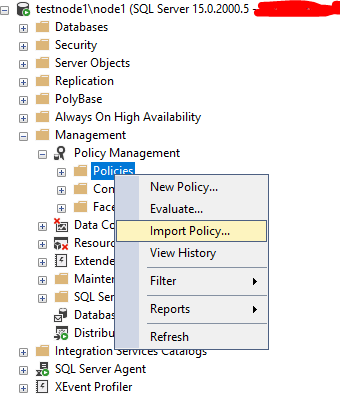 testnode1\node1 (SQL Server 15.0.2000.5 -
Databases
Security
Server Objects
Replication
PolyBase
Always On High Availability
Management
Policy Management
Policies
Con
Face
Data Co
Resour
Extende
Mainten
SQL Ser
Databas
Distribu
Integration Services Catalogs
SQL Server Agent
XEvent Profiler
New Policy...
Evaluate...
Import Policy...
View History
Filter
Reports
Refresh